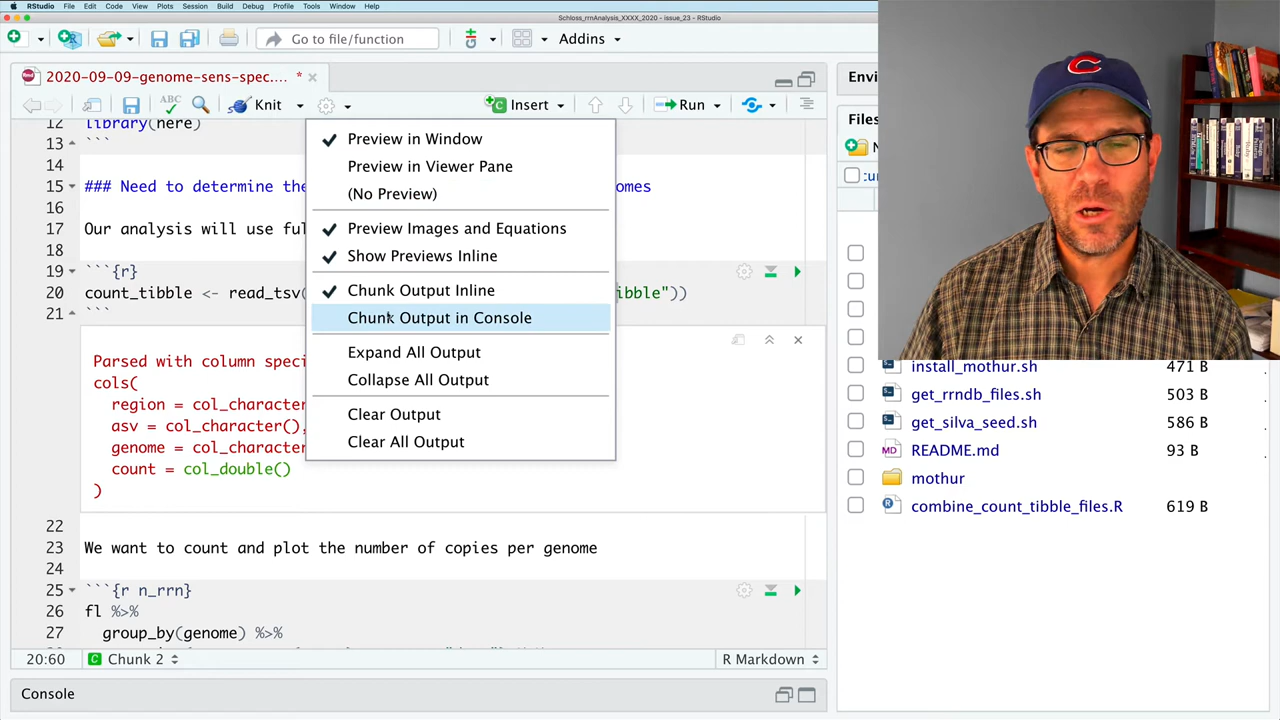 RStudio File Edit Code View Plots Session Build Debug Profile Tools Window Help
Schloss_rrnAnalysis_XXXX_2020 - issue_23 - RStudio
Go to file/function
Addins
2020-09-09-genome-sens-spec.... *
Envi
ABC
Knit
Insert
Run
Files
N
12 library(here)
13 ```
14
15 ### Need to determine the
omes
16
17 Our analysis will use ful
18
19 ```{r}
20 count_tibble <- read_tsv(
ibble"))
21 ```
Preview in Window
Preview in Viewer Pane
(No Preview)
Preview Images and Equations
Show Previews Inline
Chunk Output Inline
Chunk Output in Console
Expand All Output
Collapse All Output
Clear Output
Clear All Output
Parsed with column speci
cols(
region = col_character
asv = col_character(),
genome = col_character
count = col_double()
)
22
23 We want to count and plot the number of copies per genome
24
25 ```{r n_rrn}
26 fl %>%
27 group_by(genome) %>%
20:60
Chunk 2
R Markdown
Console
install_mothur.sh 471 B
get_rrndb_files.sh 503 B
get_silva_seed.sh 586 B
MD README.md 93 B
mothur
combine_count_tibble_files.R 619 B